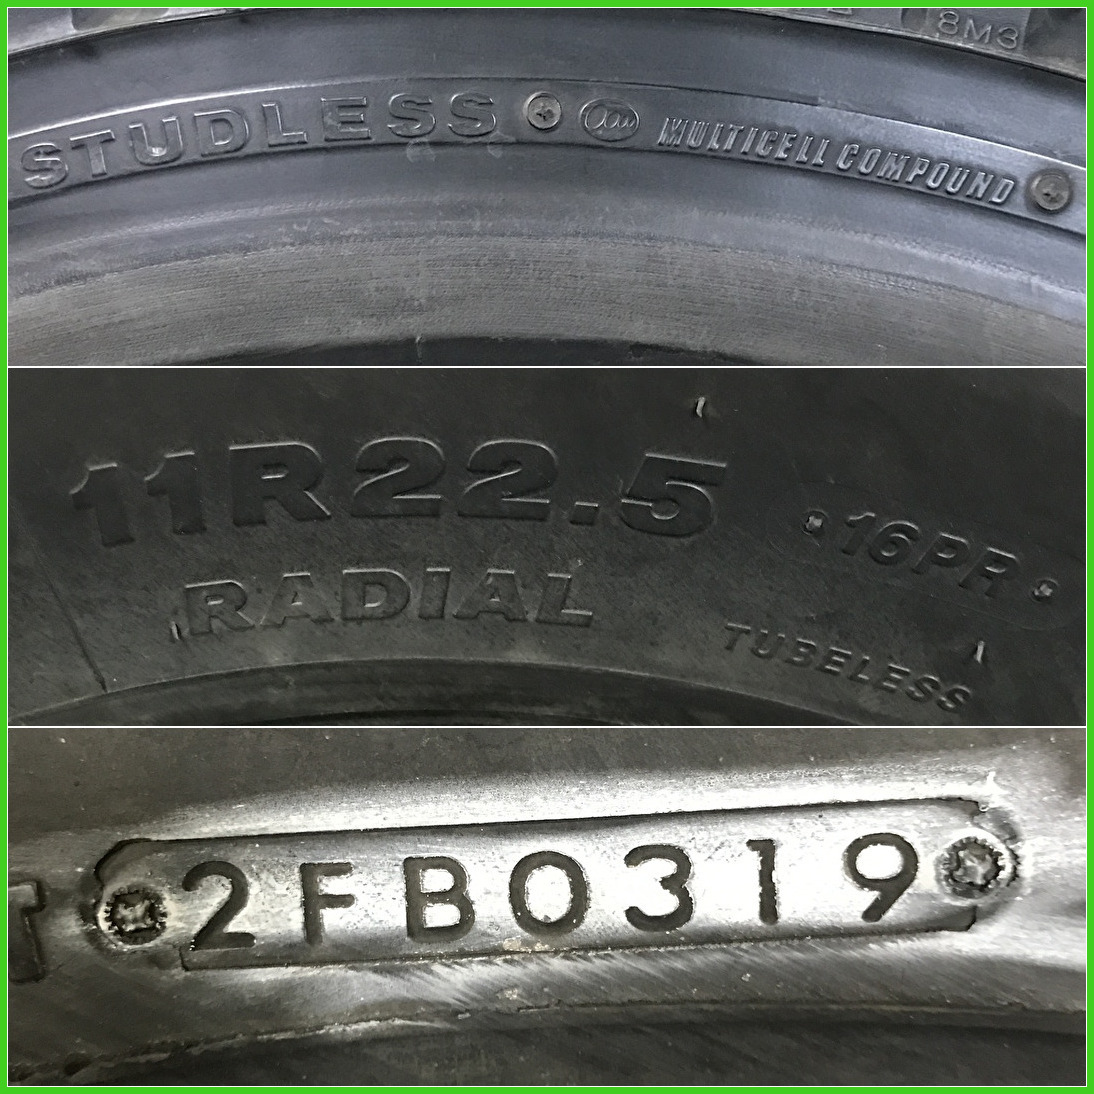 8M3
STUDLESS MULTICELL COMPOUND
11R22.5
16PR
RADIAL
TUBELESS
2FB0319